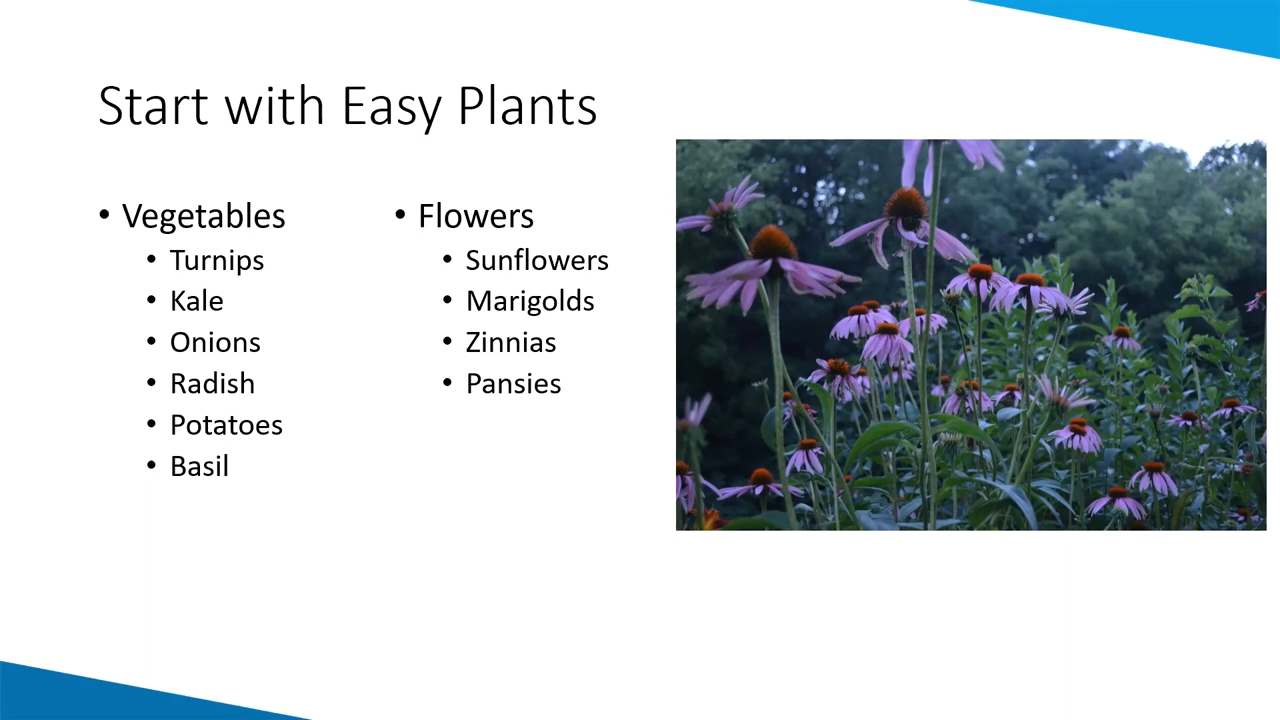 Start with Easy Plants
• Vegetables
• Turnips
• Kale
• Onions
• Radish
• Potatoes
• Basil
• Flowers
• Sunflowers
• Marigolds
• Zinnias
• Pansies